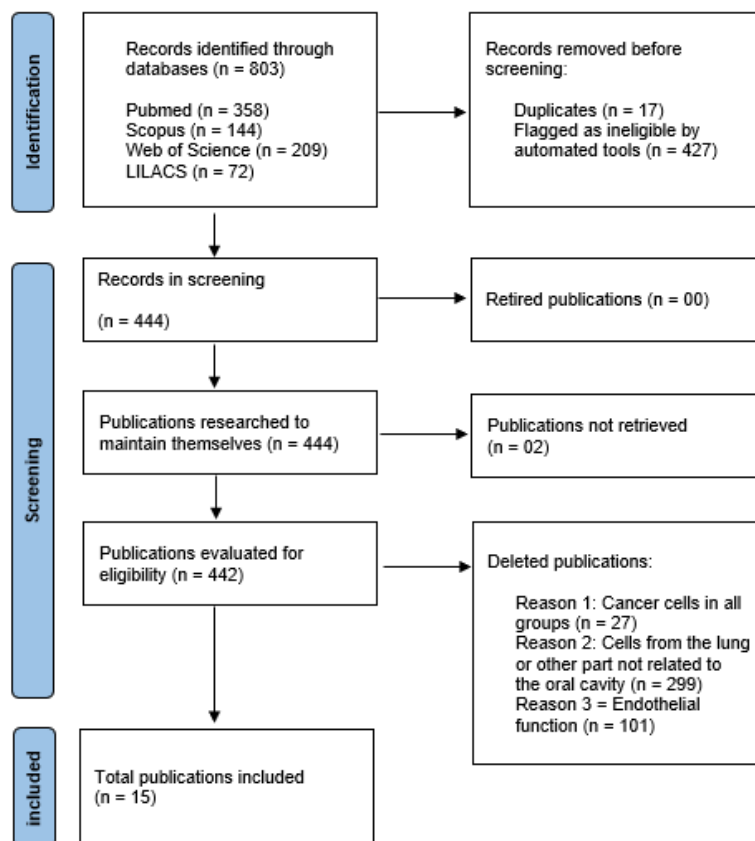 Identification
Records identified through
databases (n = 803)
Pubmed (n = 358)
Scopus (n = 144)
Web of Science (n = 209)
LILACS (n = 72)
Records removed before
screening:
Duplicates (n = 17)
Flagged as ineligible by
automated tools (n = 427)
Screening
Records in screening
(n = 444)
Retired publications (n = 00)
Publications researched to
maintain themselves (n = 444)
Publications not retrieved
(n = 02)
Publications evaluated for
eligibility (n = 442)
Deleted publications:
Reason 1: Cancer cells in all
groups (n = 27)
Reason 2: Cells from the lung
or other part not related to
the oral cavity (n = 299)
Reason 3 = Endothelial
function (n = 101)
included
Total publications included
(n = 15)